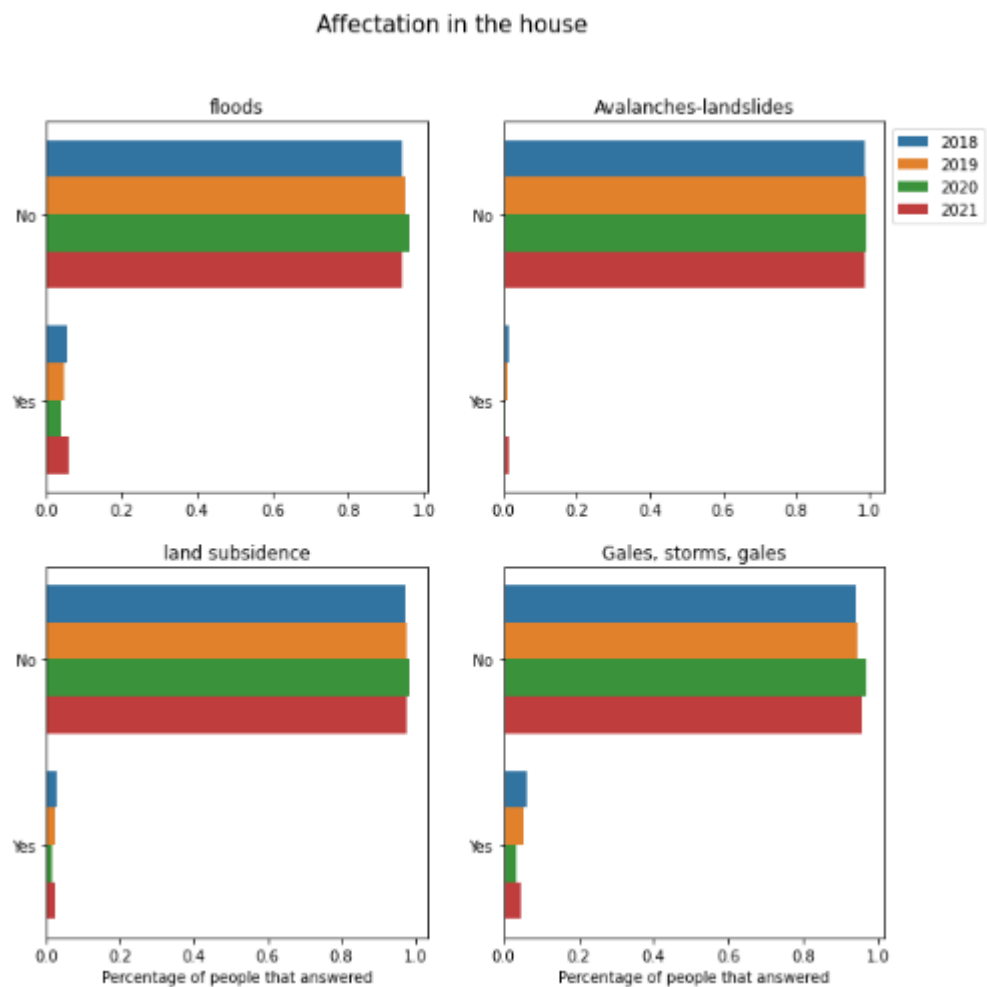 Affectation in the house
floods
No
Yes
0.0 0.2 0.4 0.6 0.8 1.0
Avalanches-landslides
No
Yes
0.0 0.2 0.4 0.6 0.8 1.0
2018
2019
2020
2021
land subsidence
No
Yes
0.0 0.2 0.4 0.6 0.8 1.0
Percentage of people that answered
Gales, storms, gales
No
Yes
0.0 0.2 0.4 0.6 0.8 1.0
Percentage of people that answered